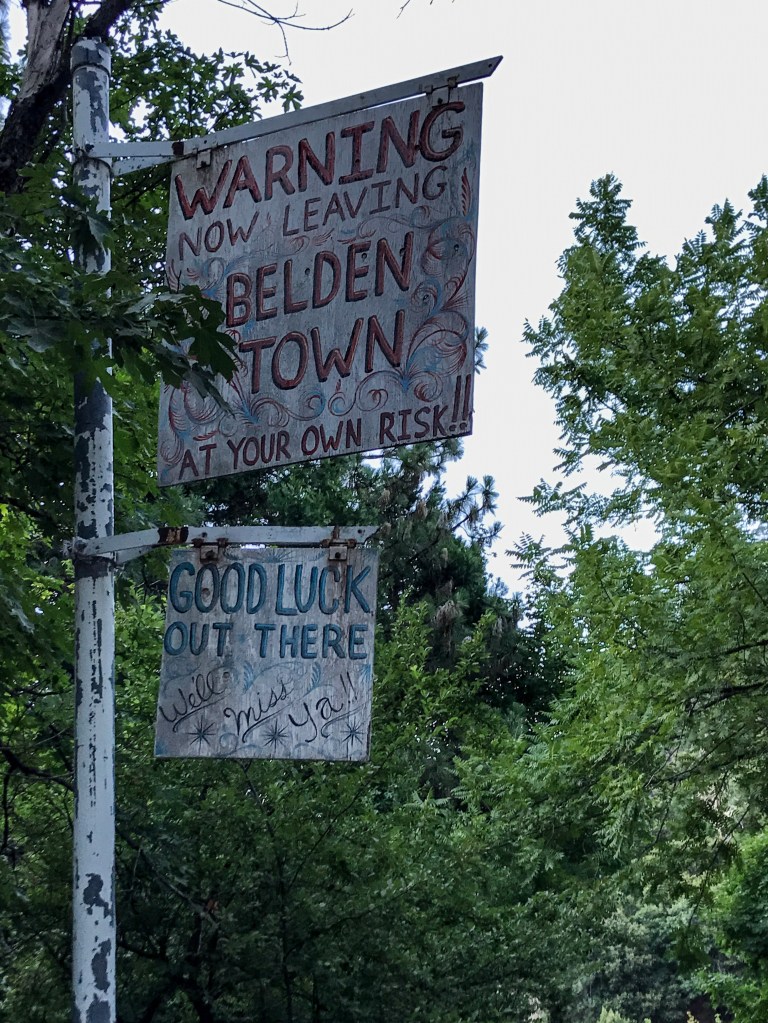 WARNING
NOW LEAVING
BELDEN
TOWN
AT YOUR OWN RISK!!
GOOD LUCK
OUT THERE
We'll
miss
ya!!